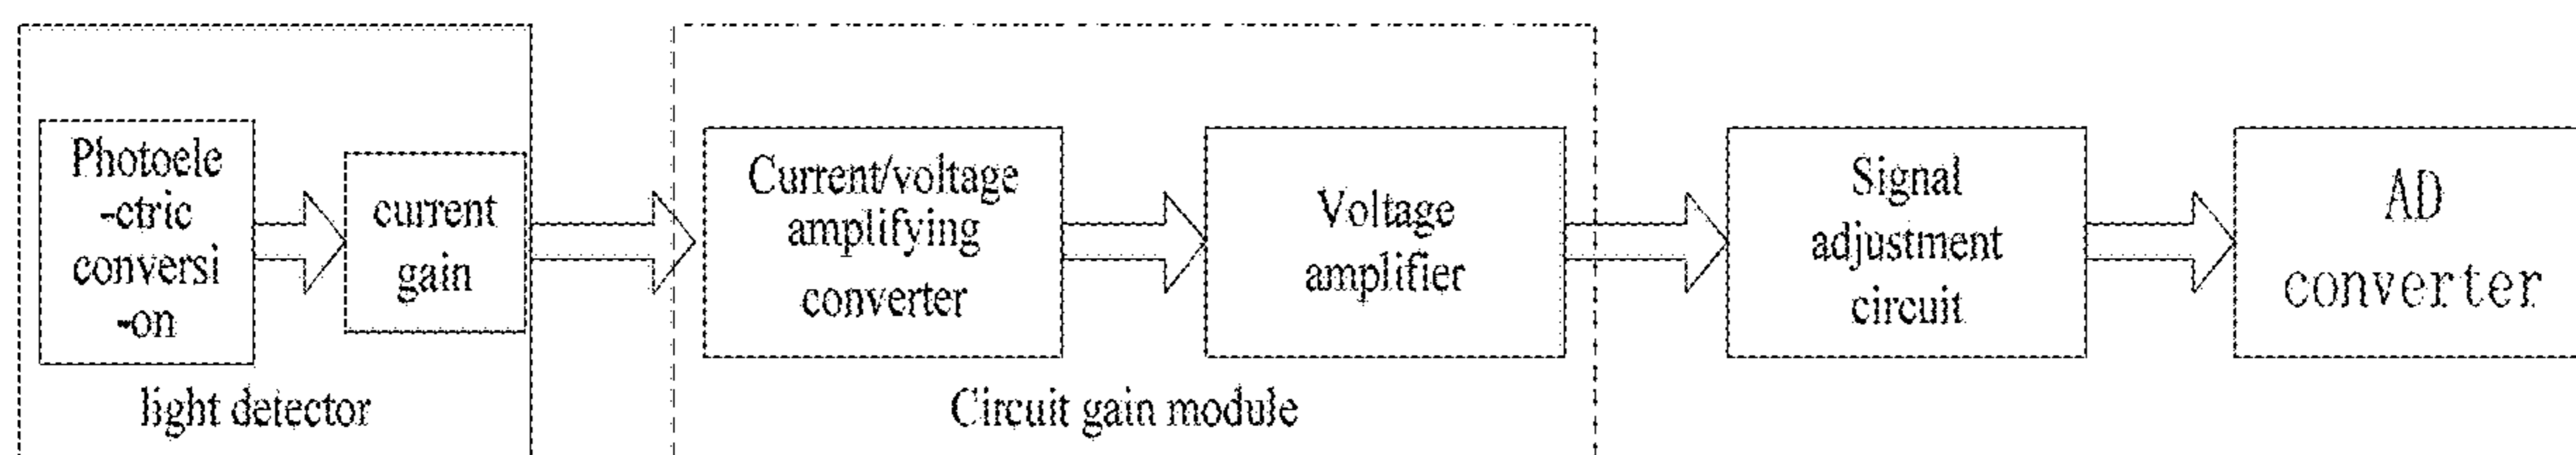 Photoele
-ctric
conversi
-on
current
gain
light detector
Current/voltage
amplifying
converter
Voltage
amplifier
Circuit gain module
Signal
adjustment
circuit
AD
converter